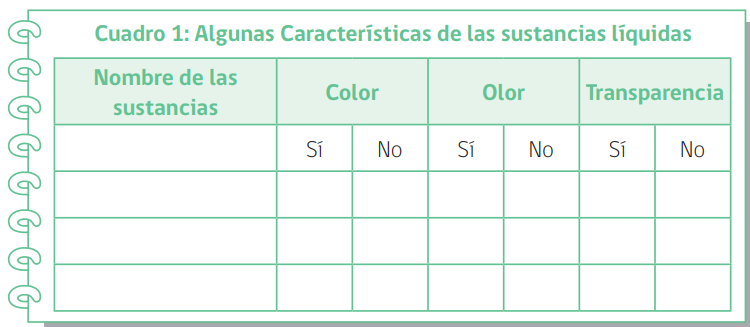 Cuadro 1: Algunas Características de las sustancias líquidas
Nombre de las
sustancias
Color
Olor
Transparencia
Sí No Sí No Sí No